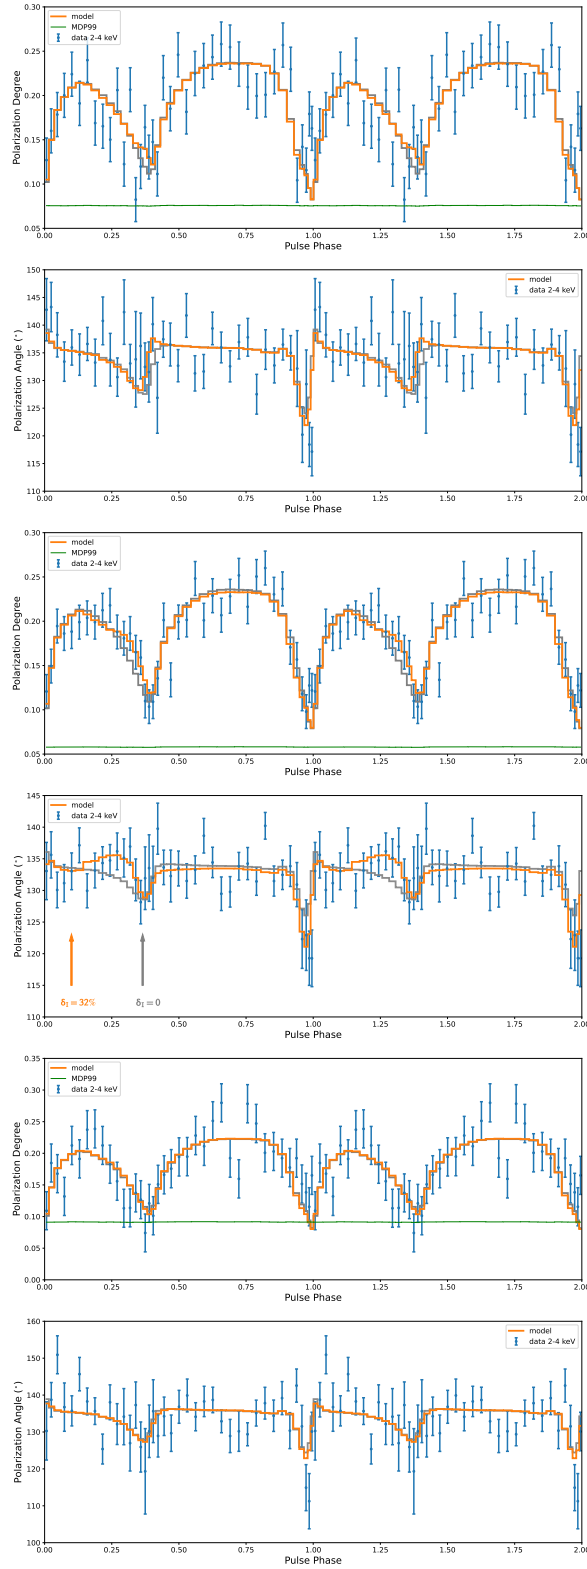 0.30
0.25
0.20
0.15
0.10
0.05
Polarization Degree
model
MDP99
data 2-4 keV
0.00 0.25 0.50 0.75 1.00 1.25 1.50 1.75 2.00
Pulse Phase
150
145
140
135
130
125
120
115
110
Polarization Angle (°)
model
data 2-4 keV
0.00 0.25 0.50 0.75 1.00 1.25 1.50 1.75 2.00
Pulse Phase
0.30
0.25
0.20
0.15
0.10
0.05
Polarization Degree
model
MDP99
data 2-4 keV
0.00 0.25 0.50 0.75 1.00 1.25 1.50 1.75 2.00
Pulse Phase
145
140
135
130
125
120
115
110
Polarization Angle (°)
model
data 2-4 keV
δ₁ = 32% δ₁ = 0
0.00 0.25 0.50 0.75 1.00 1.25 1.50 1.75 2.00
Pulse Phase
0.35
0.30
0.25
0.20
0.15
0.10
0.05
0.00
Polarization Degree
model
MDP99
data 2-4 keV
0.00 0.25 0.50 0.75 1.00 1.25 1.50 1.75 2.00
Pulse Phase
160
150
140
130
120
110
100
Polarization Angle (°)
model
data 2-4 keV
0.00 0.25 0.50 0.75 1.00 1.25 1.50 1.75 2.00
Pulse Phase